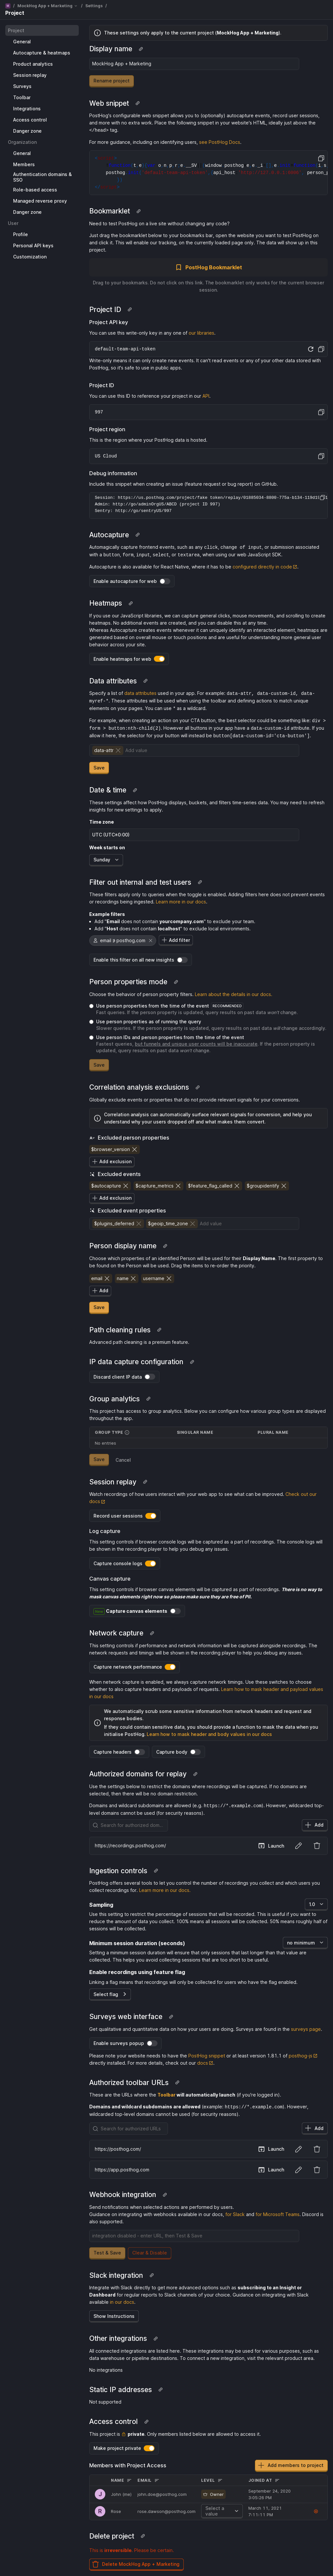 MockHog App + Marketing / Settings /
Project
Project
General
Autocapture & heatmaps
Product analytics
Session replay
Surveys
Toolbar
Integrations
Access control
Danger zone
Organization
General
Members
Authentication domains & SSO
Role-based access
Managed reverse proxy
Danger zone
User
Profile
Personal API keys
Customization
These settings only apply to the current project (MockHog App + Marketing).
Display name
MockHog App + Marketing
Rename project
Web snippet
PostHog's configurable web snippet allows you to (optionally) autocapture events, record user sessions, and more with no extra work. Place the following snippet in your website's HTML, ideally just above the </head> tag.
For more guidance, including on identifying users, see PostHog Docs.
Bookmarklet
Need to test PostHog on a live site without changing any code?
Just drag the bookmarklet below to your bookmarks bar, open the website you want to test PostHog on and click it. This will enable our tracking, on the currently loaded page only. The data will show up in this project.
PostHog Bookmarklet
Drag to your bookmarks. Do not click on this link. The bookmarklet only works for the current browser session.
Project ID
Project API key
You can use this write-only key in any one of our libraries.
default-team-api-token
Write-only means it can only create new events. It can't read events or any of your other data stored with PostHog, so it's safe to use in public apps.
Project ID
You can use this ID to reference your project in our API.
997
Project region
This is the region where your PostHog data is hosted.
US Cloud
Debug information
Include this snippet when creating an issue (feature request or bug report) on GitHub.
Admin: http://go/adminOrgUS/ABCD (project ID 997)
Sentry: http://go/sentryUS/997
Autocapture
Automagically capture frontend events, such as any click, change of input, or submission associated with a button, form, input, select, or textarea, when using our web JavaScript SDK.
Autocapture is also available for React Native, where it has to be configured directly in code.
Enable autocapture for web
Heatmaps
If you use our JavaScript libraries, we can capture general clicks, mouse movements, and scrolling to create heatmaps. No additional events are created, and you can disable this at any time.
Whereas Autocapture creates events whenever it can uniquely identify an interacted element, heatmaps are generated based on overall mouse or touch positions and are useful for understanding more general user behavior across your site.
Enable heatmaps for web
Data attributes
Specify a list of data attributes used in your app. For example: data-attr, data-custom-id, data-myref-*. These attributes will be used when using the toolbar and defining actions to match unique elements on your pages. You can use * as a wildcard.
For example, when creating an action on your CTA button, the best selector could be something like: div > form > button:nth-child(2). However all buttons in your app have a data-custom-id attribute. If you allow it here, the selector for your button will instead be button[data-custom-id='cta-button'].
data-attr
Add value
Save
Date & time
These settings affect how PostHog displays, buckets, and filters time-series data. You may need to refresh insights for new settings to apply.
Time zone
UTC (UTC±0:00)
Week starts on
Sunday
Filter out internal and test users
These filters apply only to queries when the toggle is enabled. Adding filters here does not prevent events or recordings being ingested. Learn more in our docs.
Example filters
Add "Email does not contain yourcompany.com" to exclude your team.
Add "Host does not contain localhost" to exclude local environments.
email ∌ posthog.com
Add filter
Enable this filter on all new insights
Person properties mode
Choose the behavior of person property filters. Learn about the details in our docs.
Use person properties from the time of the event RECOMMENDED
Fast queries. If the person property is updated, query results on past data won't change.
Use person properties as of running the query
Slower queries. If the person property is updated, query results on past data will change accordingly.
Use person IDs and person properties from the time of the event
Fastest queries, but funnels and unique user counts will be inaccurate. If the person property is updated, query results on past data won't change.
Save
Correlation analysis exclusions
Globally exclude events or properties that do not provide relevant signals for your conversions.
Correlation analysis can automatically surface relevant signals for conversion, and help you understand why your users dropped off and what makes them convert.
Excluded person properties
$browser_version
Add exclusion
Excluded events
$autocapture
$capture_metrics
$feature_flag_called
$groupidentify
Add exclusion
Excluded event properties
$plugins_deferred
$geoip_time_zone
Add value
Person display name
Choose which properties of an identified Person will be used for their Display Name. The first property to be found on the Person will be used. Drag the items to re-order the priority.
email
name
username
Add
Save
Path cleaning rules
Advanced path cleaning is a premium feature.
IP data capture configuration
Discard client IP data
Group analytics
This project has access to group analytics. Below you can configure how various group types are displayed throughout the app.
GROUP TYPE SINGULAR NAME PLURAL NAME
No entries
Save
Cancel
Session replay
Watch recordings of how users interact with your web app to see what can be improved. Check out our docs
Record user sessions
Log capture
This setting controls if browser console logs will be captured as a part of recordings. The console logs will be shown in the recording player to help you debug any issues.
Capture console logs
Canvas capture
This setting controls if browser canvas elements will be captured as part of recordings. There is no way to mask canvas elements right now so please make sure they are free of PII.
Capture canvas elements
Network capture
This setting controls if performance and network information will be captured alongside recordings. The network requests and timings will be shown in the recording player to help you debug any issues.
Capture network performance
When network capture is enabled, we always capture network timings. Use these switches to choose whether to also capture headers and payloads of requests. Learn how to mask header and payload values in our docs
We automatically scrub some sensitive information from network headers and request and response bodies.
If they could contain sensitive data, you should provide a function to mask the data when you initialise PostHog. Learn how to mask header and body values in our docs
Capture headers
Capture body
Authorized domains for replay
Use the settings below to restrict the domains where recordings will be captured. If no domains are selected, then there will be no domain restriction.
Domains and wildcard subdomains are allowed (e.g. https://*.example.com). However, wildcarded top-level domains cannot be used (for security reasons).
Add
https://recordings.posthog.com/
Launch
Ingestion controls
PostHog offers several tools to let you control the number of recordings you collect and which users you collect recordings for. Learn more in our docs.
Sampling
1.0
Use this setting to restrict the percentage of sessions that will be recorded. This is useful if you want to reduce the amount of data you collect. 100% means all sessions will be collected. 50% means roughly half of sessions will be collected.
Minimum session duration (seconds)
no minimum
Setting a minimum session duration will ensure that only sessions that last longer than that value are collected. This helps you avoid collecting sessions that are too short to be useful.
Enable recordings using feature flag
Linking a flag means that recordings will only be collected for users who have the flag enabled.
Select flag
Surveys web interface
Get qualitative and quantitative data on how your users are doing. Surveys are found in the surveys page.
Enable surveys popup
Please note your website needs to have the PostHog snippet or at least version 1.81.1 of posthog-js directly installed. For more details, check out our docs.
Authorized toolbar URLs
These are the URLs where the Toolbar will automatically launch (if you're logged in).
Domains and wildcard subdomains are allowed (example: https://*.example.com). However, wildcarded top-level domains cannot be used (for security reasons).
Search for authorized URLs
Add
https://posthog.com/
Launch
https://app.posthog.com
Launch
Webhook integration
Send notifications when selected actions are performed by users.
Guidance on integrating with webhooks available in our docs, for Slack and for Microsoft Teams. Discord is also supported.
integration disabled - enter URL, then Test & Save
Test & Save
Clear & Disable
Slack integration
Integrate with Slack directly to get more advanced options such as subscribing to an Insight or Dashboard for regular reports to Slack channels of your choice. Guidance on integrating with Slack available in our docs.
Show Instructions
Other integrations
All connected integrations are listed here. These integrations may be used for various purposes, such as data warehouse or pipeline destinations. To connect a new integration, visit the relevant product area.
No integrations
Static IP addresses
Not supported
Access control
This project is private. Only members listed below are allowed to access it.
Make project private
Members with Project Access
Add members to project
NAME EMAIL LEVEL JOINED AT
J John (me) john.doe@posthog.com Owner September 24, 2020
R Rose rose.dawson@posthog.com Select a value March 11, 2021 7:11:11 PM
Delete project
This is irreversible. Please be certain.
Delete MockHog App + Marketing